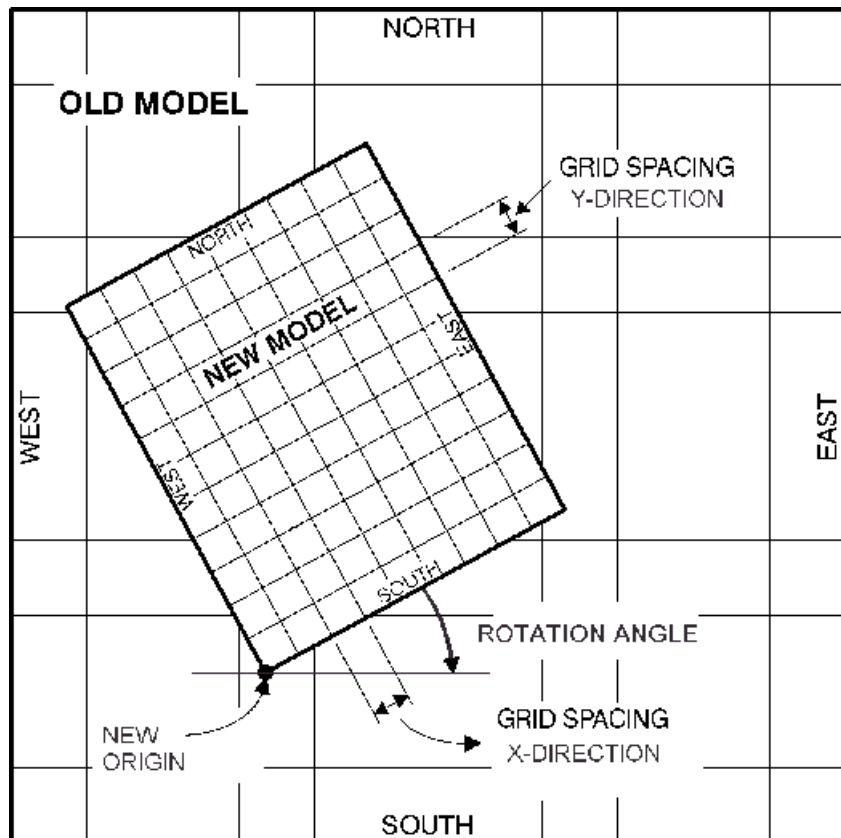 NORTH
OLD MODEL
GRID SPACING
Y-DIRECTION
NORTH
NEW MODEL
EAST
WEST
EAST
WEST
SOUTH
ROTATION ANGLE
NEW
ORIGIN
GRID SPACING
X-DIRECTION
SOUTH